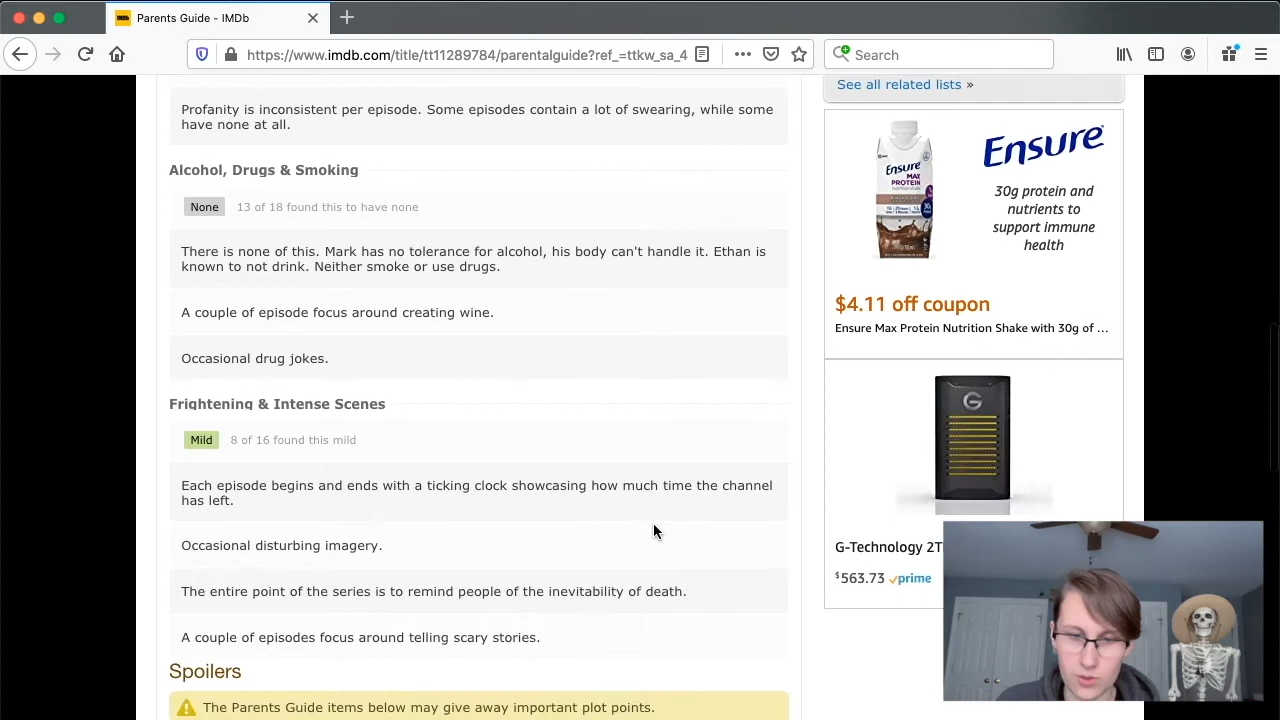 Parents Guide - IMDb
https://www.imdb.com/title/tt11289784/parentalguide?ref_=ttkw_sa_4
Search
Profanity is inconsistent per episode. Some episodes contain a lot of swearing, while some
have none at all.
Alcohol, Drugs & Smoking
None 13 of 18 found this to have none
There is none of this. Mark has no tolerance for alcohol, his body can't handle it. Ethan is
known to not drink. Neither smoke or use drugs.
A couple of episode focus around creating wine.
Occasional drug jokes.
Frightening & Intense Scenes
Mild 8 of 16 found this mild
Each episode begins and ends with a ticking clock showcasing how much time the channel
has left.
Occasional disturbing imagery.
The entire point of the series is to remind people of the inevitability of death.
A couple of episodes focus around telling scary stories.
Spoilers
The Parents Guide items below may give away important plot points.
See all related lists »
Ensure
MAX
PROTEIN
Ensure
30g protein and
nutrients to
support immune
health
$4.11 off coupon
Ensure Max Protein Nutrition Shake with 30g of ...
G
G-Technology 2T
$563.73 prime